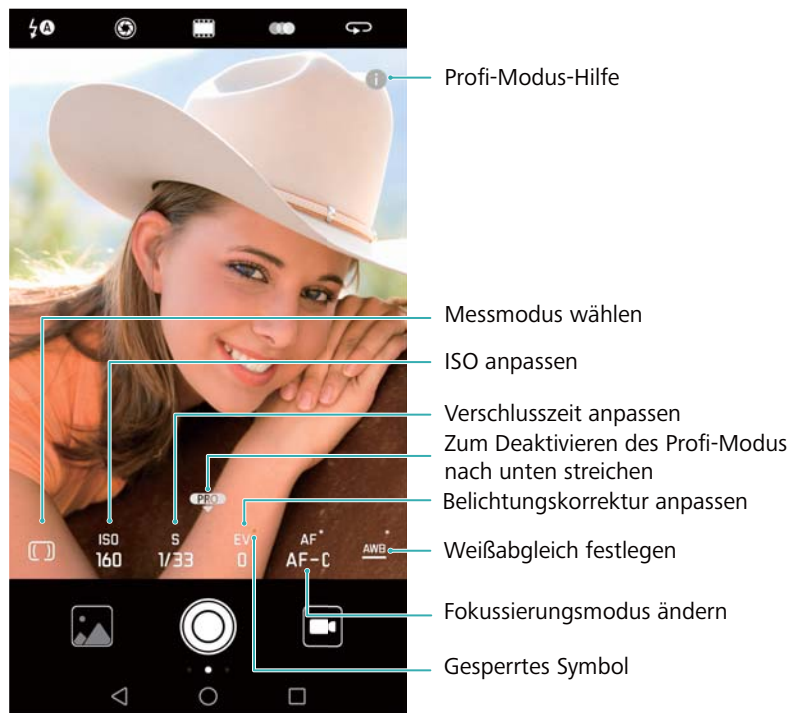 A
i
Profi-Modus-Hilfe
Messmodus wählen
ISO anpassen
Verschlusszeit anpassen
Zum Deaktivieren des Profi-Modus
nach unten streichen
Belichtungskorrektur anpassen
PRO
ISO
160
S
1/33
EV
0
AF
AF-C
AWB
Weißabgleich festlegen
Fokussierungsmodus ändern
Gesperrtes Symbol